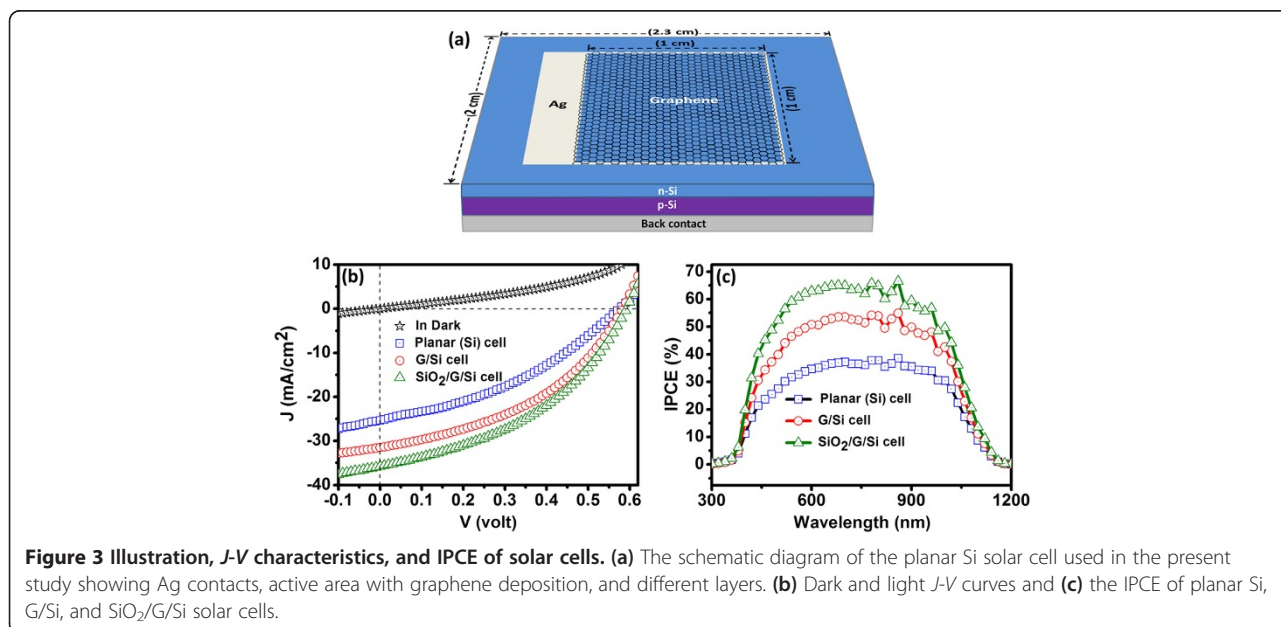 (a)
(2.3 cm)
(1 cm)
(2 cm)
Ag
Graphene
(1 cm)
n-Si
p-Si
Back contact
(b)
10
0
-10
-20
-30
-40
J (mA/cm²)
In Dark
Planar (Si) cell
G/Si cell
SiO₂/G/Si cell
-0.1 0.0 0.1 0.2 0.3 0.4 0.5 0.6
V (volt)
(c)
70
60
50
40
30
20
10
0
IPCE (%)
Planar (Si) cell
G/Si cell
SiO₂/G/Si cell
300 600 900 1200
Wavelength (nm)
Figure 3 Illustration, J-V characteristics, and IPCE of solar cells. (a) The schematic diagram of the planar Si solar cell used in the present
study showing Ag contacts, active area with graphene deposition, and different layers. (b) Dark and light J-V curves and (c) the IPCE of planar Si,
G/Si, and SiO₂/G/Si solar cells.